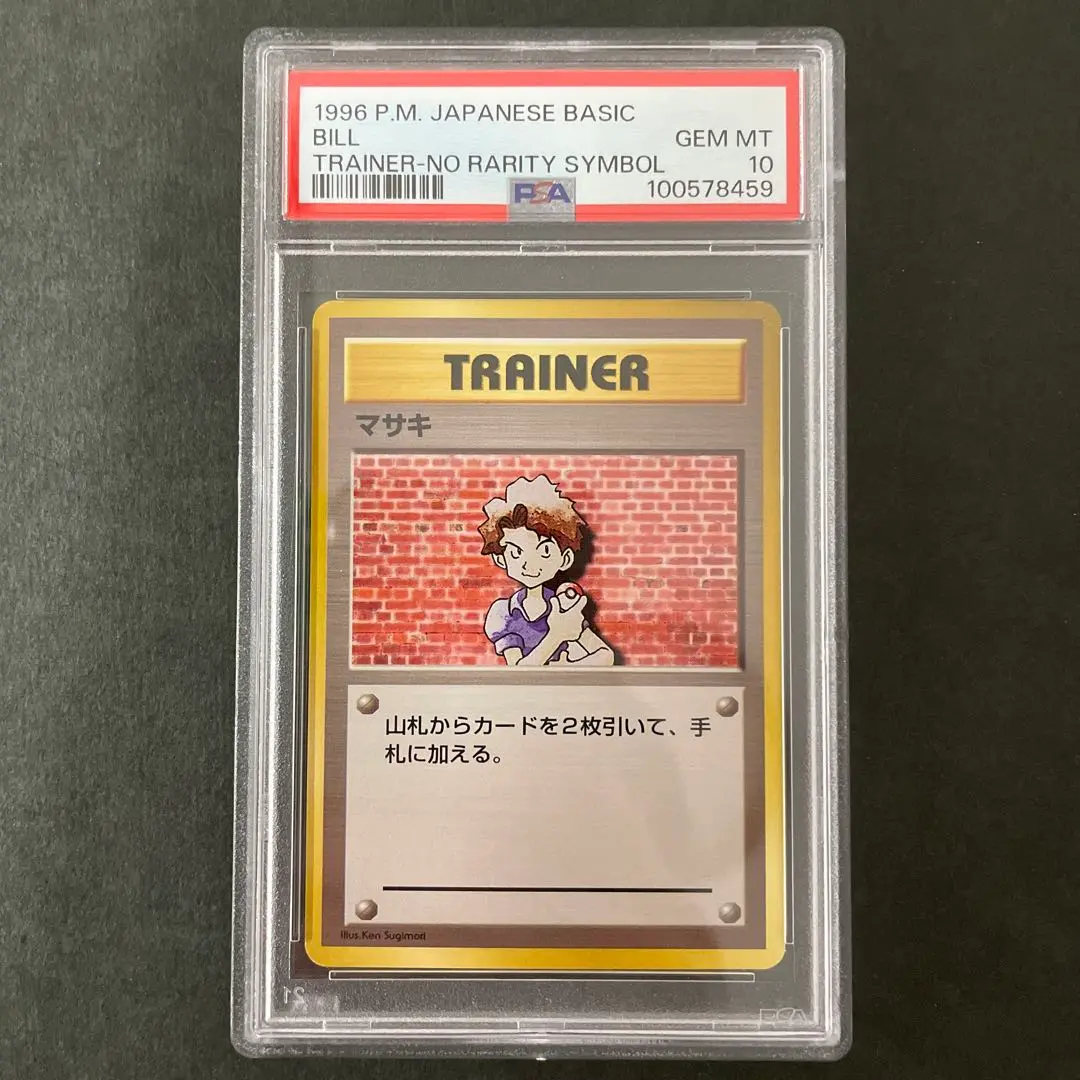 1996 P.M. JAPANESE BASIC
BILL GEM MT
TRAINER-NO RARITY SYMBOL 10
PSA 100578459
TRAINER
マサキ
山札からカードを2枚引いて、手
札に加える。
Illus.Ken Sugimori
PSA